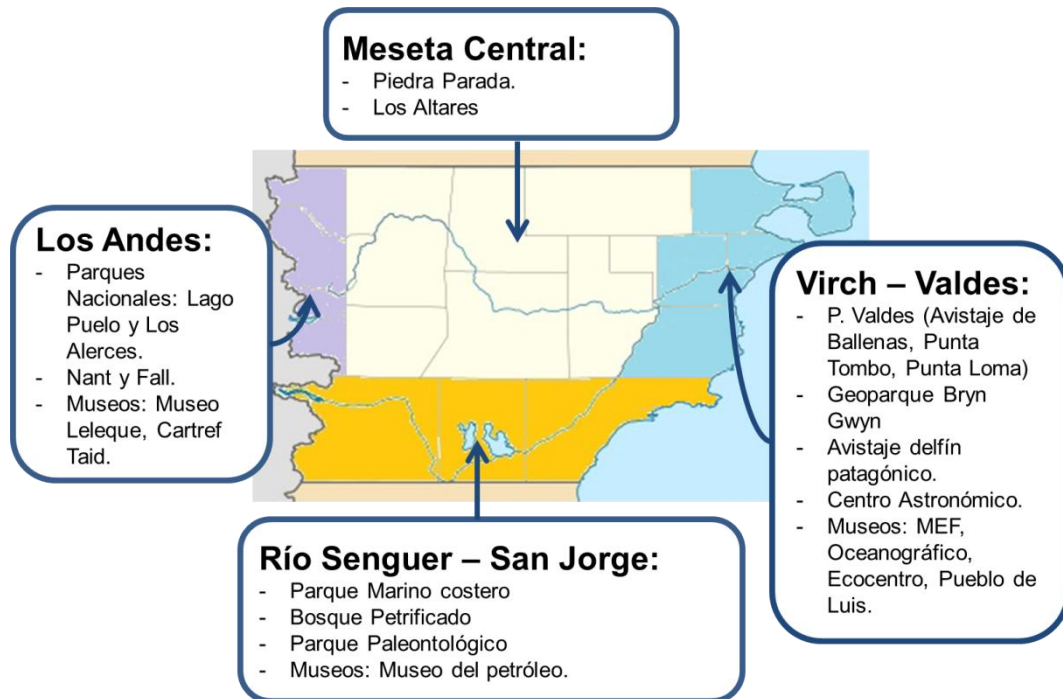 Meseta Central:
- Piedra Parada.
- Los Altares
Los Andes:
- Parques
Nacionales: Lago
Puelo y Los
Alerces.
- Nant y Fall.
- Museos: Museo
Leleque, Cartref
Taid.
Virch – Valdes:
- P. Valdes (Avistaje de
Ballenas, Punta
Tombo, Punta Loma)
- Geoparque Bryn
Gwyn
- Avistaje delfín
patagónico.
- Centro Astronómico.
- Museos: MEF,
Oceanográfico,
Ecocentro, Pueblo de
Luis.
Río Senguer – San Jorge:
- Parque Marino costero
- Bosque Petrificado
- Parque Paleontológico
- Museos: Museo del petróleo.